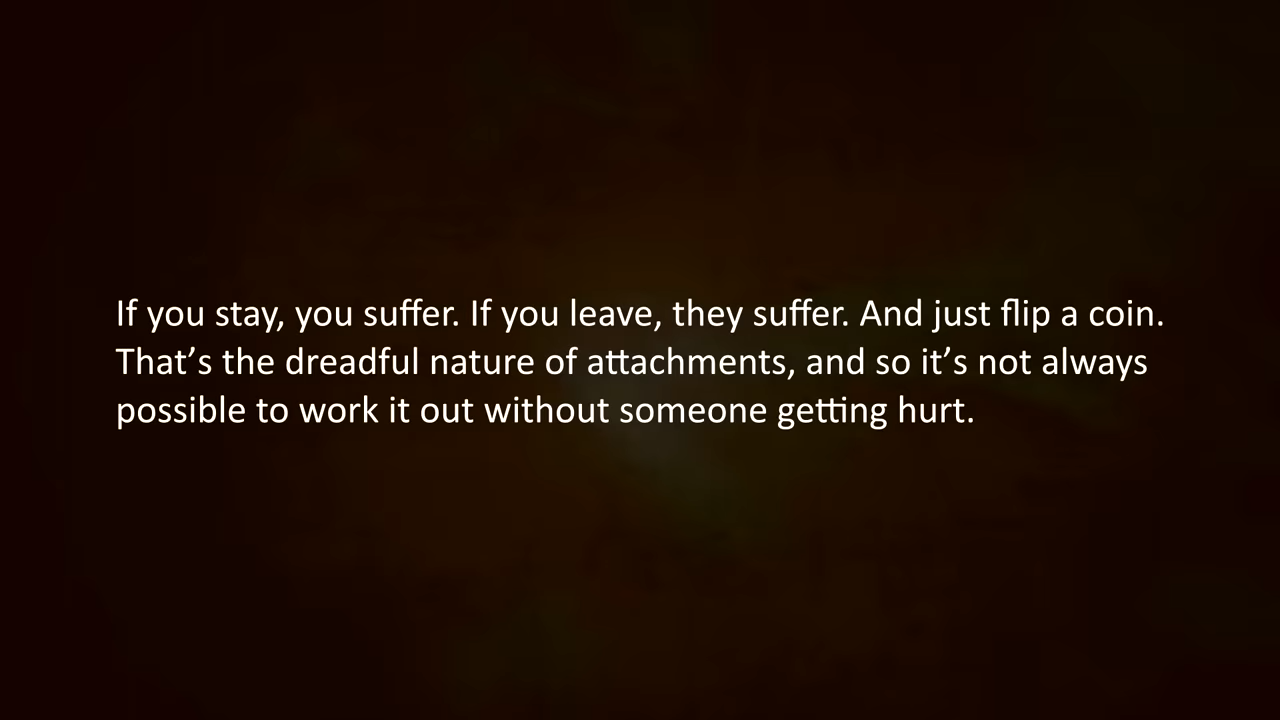 If you stay, you suffer. If you leave, they suffer. And just flip a coin.
That’s the dreadful nature of attachments, and so it’s not always
possible to work it out without someone getting hurt.